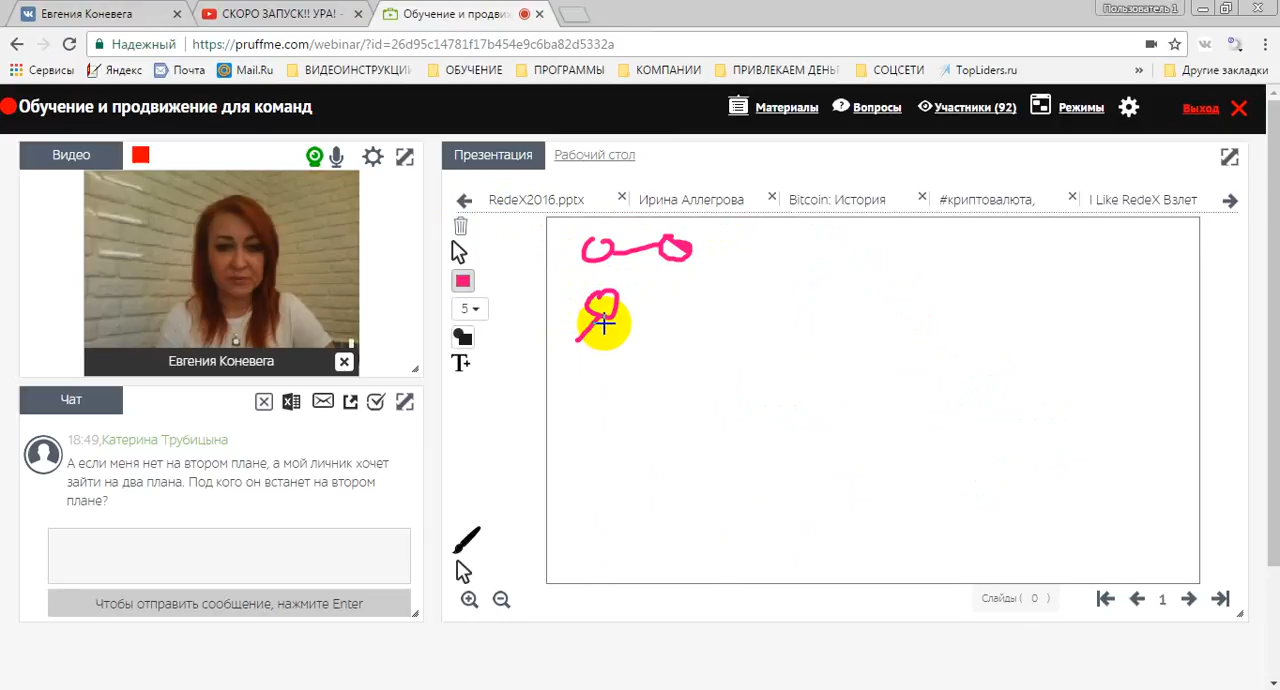 Евгения Коневега
СКОРО ЗАПУСК!! УРА! -
Обучение и продвиж
Пользователь 1
Надежный
https://pruffme.com/webinar/?id=26d95c14781f17b454e9c6ba82d5332a
Сервисы
Яндекс
Почта
Mail.Ru
ВИДЕОИНСТРУКЦИ
ОБУЧЕНИЕ
ПРОГРАММЫ
КОМПАНИИ
ПРИВЛЕКАЕМ ДЕНЬ
СОЦСЕТИ
TopLiders.ru
»
Другие закладки
Обучение и продвижение для команд
Материалы
Вопросы
Участники (92)
Режимы
Выход
Видео
Презентация
Рабочий стол
RedeX2016.pptx
Ирина Аллегрова
Bitcoin: История
#криптовалюта,
I Like RedeX Взлет
5
T+
Евгения Коневега
Чат
18:49,Катерина Трубицына
А если меня нет на втором плане, а мой личник хочет
зайти на два плана. Под кого он встанет на втором
плане?
Чтобы отправить сообщение, нажмите Enter
Слайды ( 0 )
1